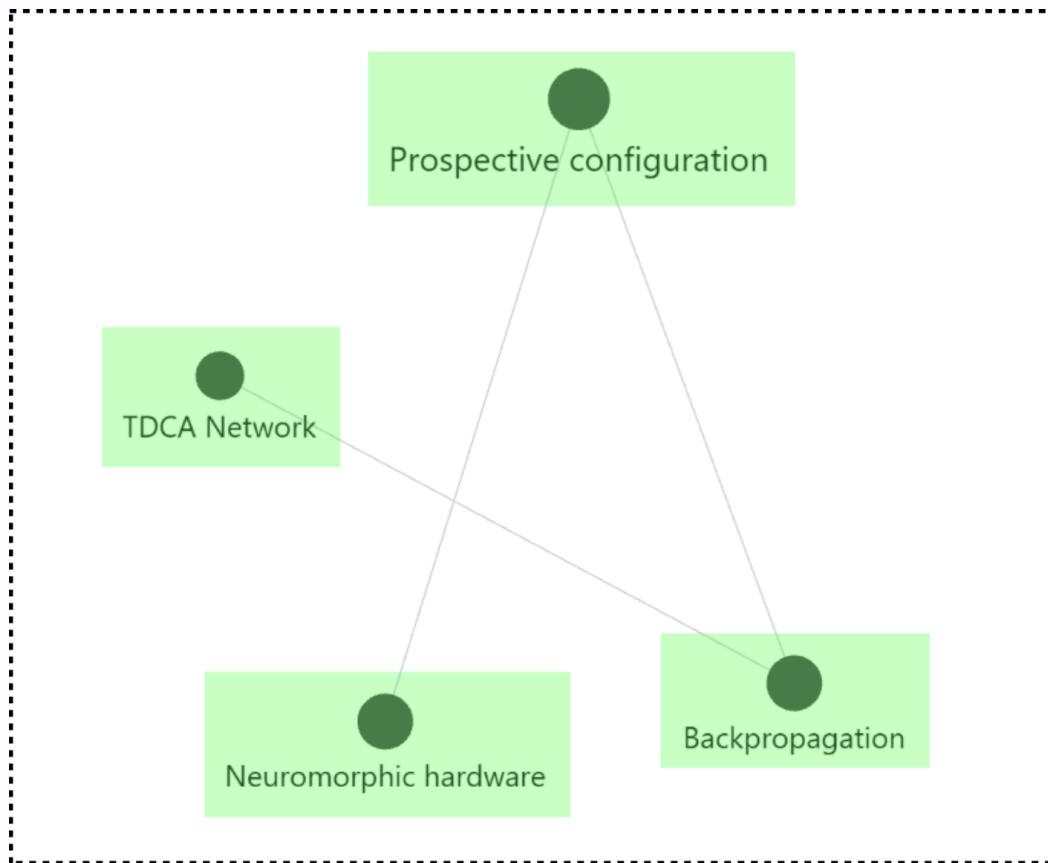 Prospective configuration
TDCA Network
Neuromorphic hardware
Backpropagation